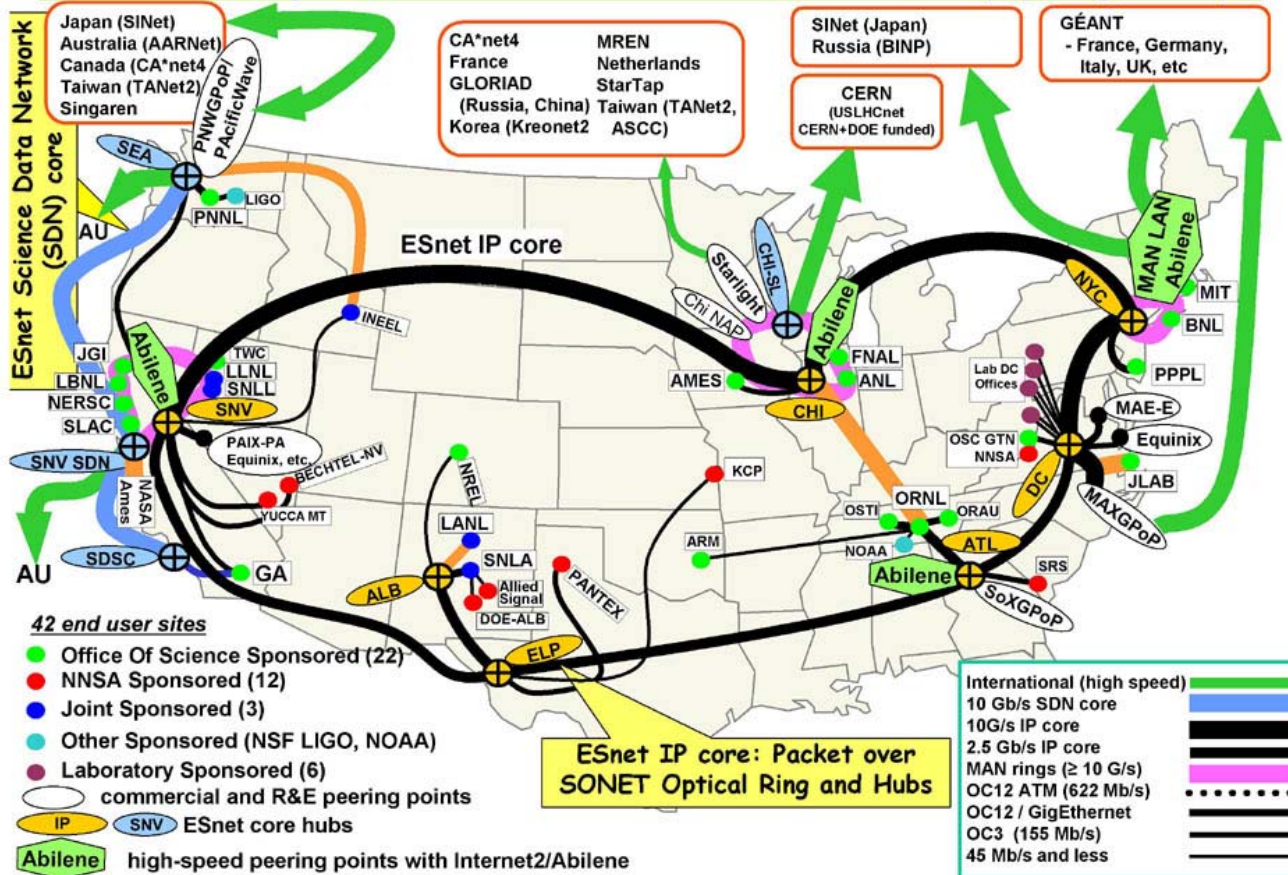 Japan (SINet)
Australia (AARNet)
Canada (CA*net4
Taiwan (TANet2)
Singaren
PNWGPoP/
PAcificWave
CA*net4
France
GLORIAD
(Russia, China)
Korea (Kreonet2
MREN
Netherlands
StarTap
Taiwan (TANet2,
ASCC)
SINet (Japan)
Russia (BINP)
CERN
(USLHCnet
CERN+DOE funded)
GÉANT
- France, Germany,
Italy, UK, etc
ESnet Science Data Network
(SDN) core
SEA
AU
PNNL
LIGO
ESnet IP core
INEEL
Starlight
Chi NAP
CHI-SL
Abilene
NYC
MAN LAN
Abilene
MIT
BNL
PPPL
JGI
LBNL
NERSC
SLAC
Abilene
TWC
LLNL
SNLL
SNV
PAIX-PA
Equinix, etc.
SNV SDN
NASA
Ames
YUCCA MT
BECHTEL-NV
AMES
FNAL
ANL
CHI
Lab DC
Offices
OSC GTN
NNSA
MAE-E
Equinix
JLAB
DC
MAXGPoP
AU
SDSC
GA
NREL
LANL
SNLA
Allied
Signal
DOE-ALB
ALB
PANTEX
KCP
ARM
OSTI
ORNL
ORAU
NOAA
ATL
Abilene
SRS
SoXGPoP
ELP
42 end user sites
Office Of Science Sponsored (22)
NNSA Sponsored (12)
Joint Sponsored (3)
Other Sponsored (NSF LIGO, NOAA)
Laboratory Sponsored (6)
commercial and R&E peering points
IP
SNV
ESnet core hubs
Abilene
high-speed peering points with Internet2/Abilene
ESnet IP core: Packet over
SONET Optical Ring and Hubs
International (high speed)
10 Gb/s SDN core
10G/s IP core
2.5 Gb/s IP core
MAN rings (≥ 10 G/s)
OC12 ATM (622 Mb/s)
OC12 / GigEthernet
OC3 (155 Mb/s)
45 Mb/s and less